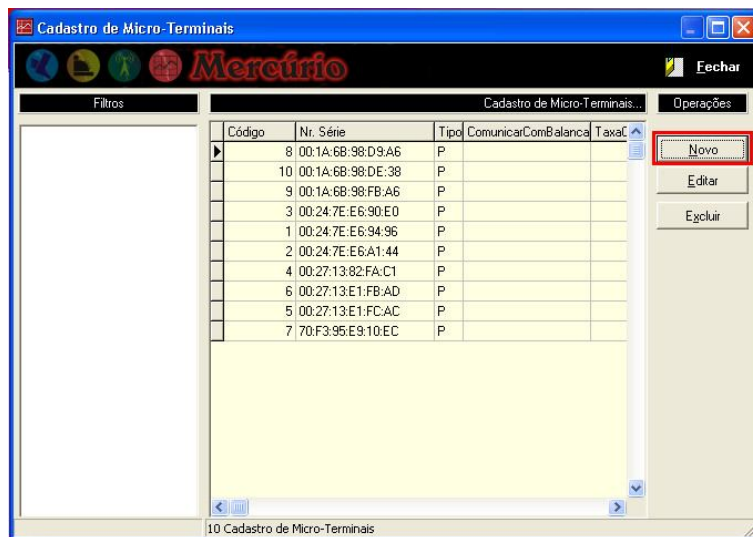 Cadastro de Micro-Terminais
Mercúrio
Fechar
Filtros
Cadastro de Micro-Terminais...
Operações
Código Nr. Série Tipo ComunicarComBalanca TaxaC
8 00:1A:6B:98:D9:A6 P
10 00:1A:6B:98:DE:38 P
9 00:1A:6B:98:FB:A6 P
3 00:24:7E:E6:90:E0 P
1 00:24:7E:E6:94:96 P
2 00:24:7E:E6:A1:44 P
4 00:27:13:82:FA:C1 P
6 00:27:13:E1:FB:AD P
5 00:27:13:E1:FC:AC P
7 70:F3:95:E9:10:EC P
Novo
Editar
Excluir
10 Cadastro de Micro-Terminais